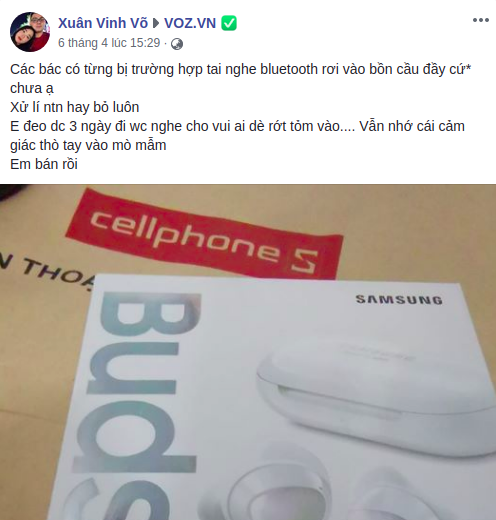 Xuân Vinh Võ VOZ.VN ✅
6 tháng 4 lúc 15:29 ·
Các bác có từng bị trường hợp tai nghe bluetooth rơi vào bồn cầu đầy cứ*
chưa ạ
Xử lí ntn hay bỏ luôn
E đeo dc 3 ngày đi wc nghe cho vui ai dè rớt tỏm vào.... Vẫn nhớ cái cảm
giác thò tay vào mò mẫm
Em bán rồi
cellphone S
N THOẠ
SAMSUNG
Buds